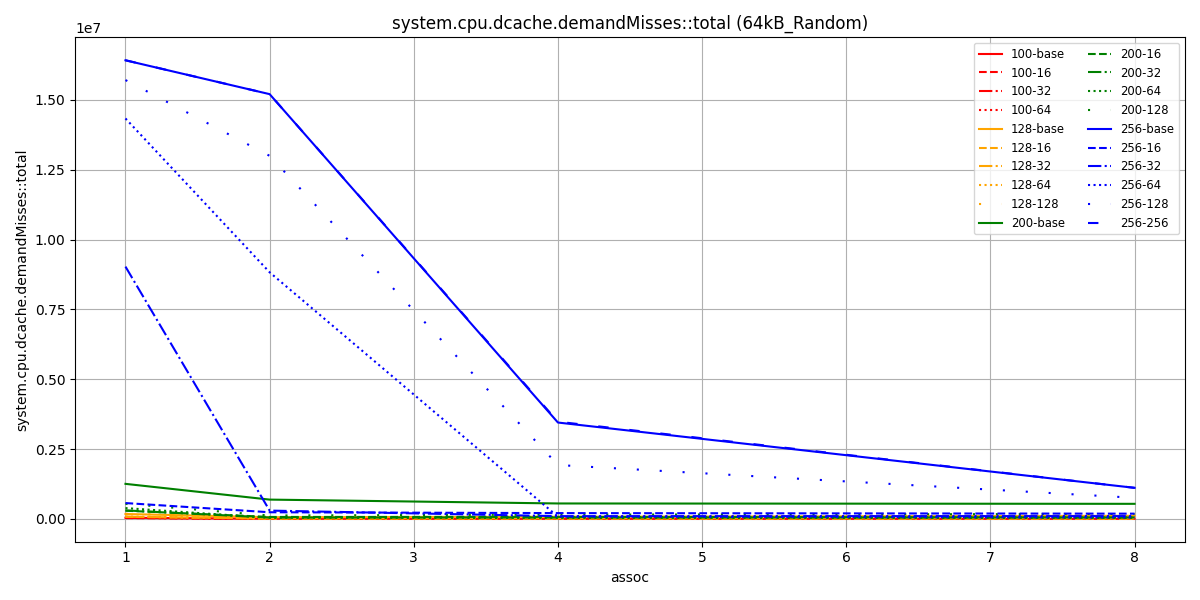 system.cpu.dcache.demandMisses::total (64kB_Random)
1e7
system.cpu.dcache.demandMisses::total
1.50
1.25
1.00
0.75
0.50
0.25
0.00
1 2 3 4 5 6 7 8
assoc
100-base
100-16
100-32
100-64
128-base
128-16
128-32
128-64
128-128
200-base
200-16
200-32
200-64
200-128
256-base
256-16
256-32
256-64
256-128
256-256